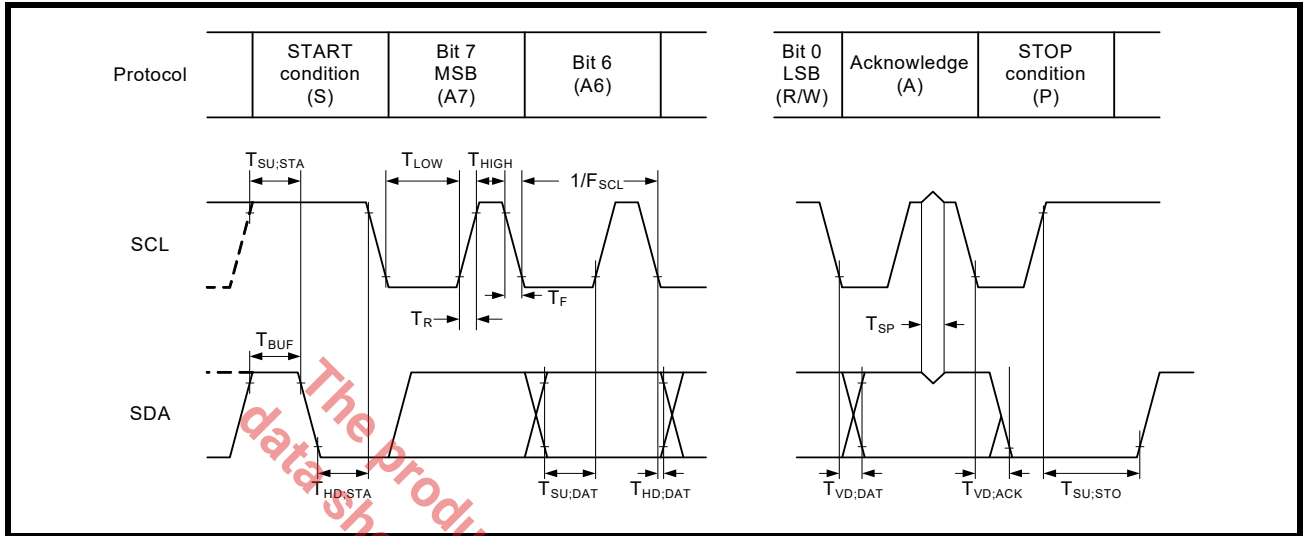 Protocol
START
condition
(S)
Bit 7
MSB
(A7)
Bit 6
(A6)
Bit 0
LSB
(R/W)
Acknowledge
(A)
STOP
condition
(P)
TSU;STA
TLOW
THIGH
1/FSCL
SCL
TF
TR
TSP
TBUF
SDA
THD;STA
TSU;DAT
THD;DAT
TVD;DAT
TVD;ACK
TSU;STO
The
data